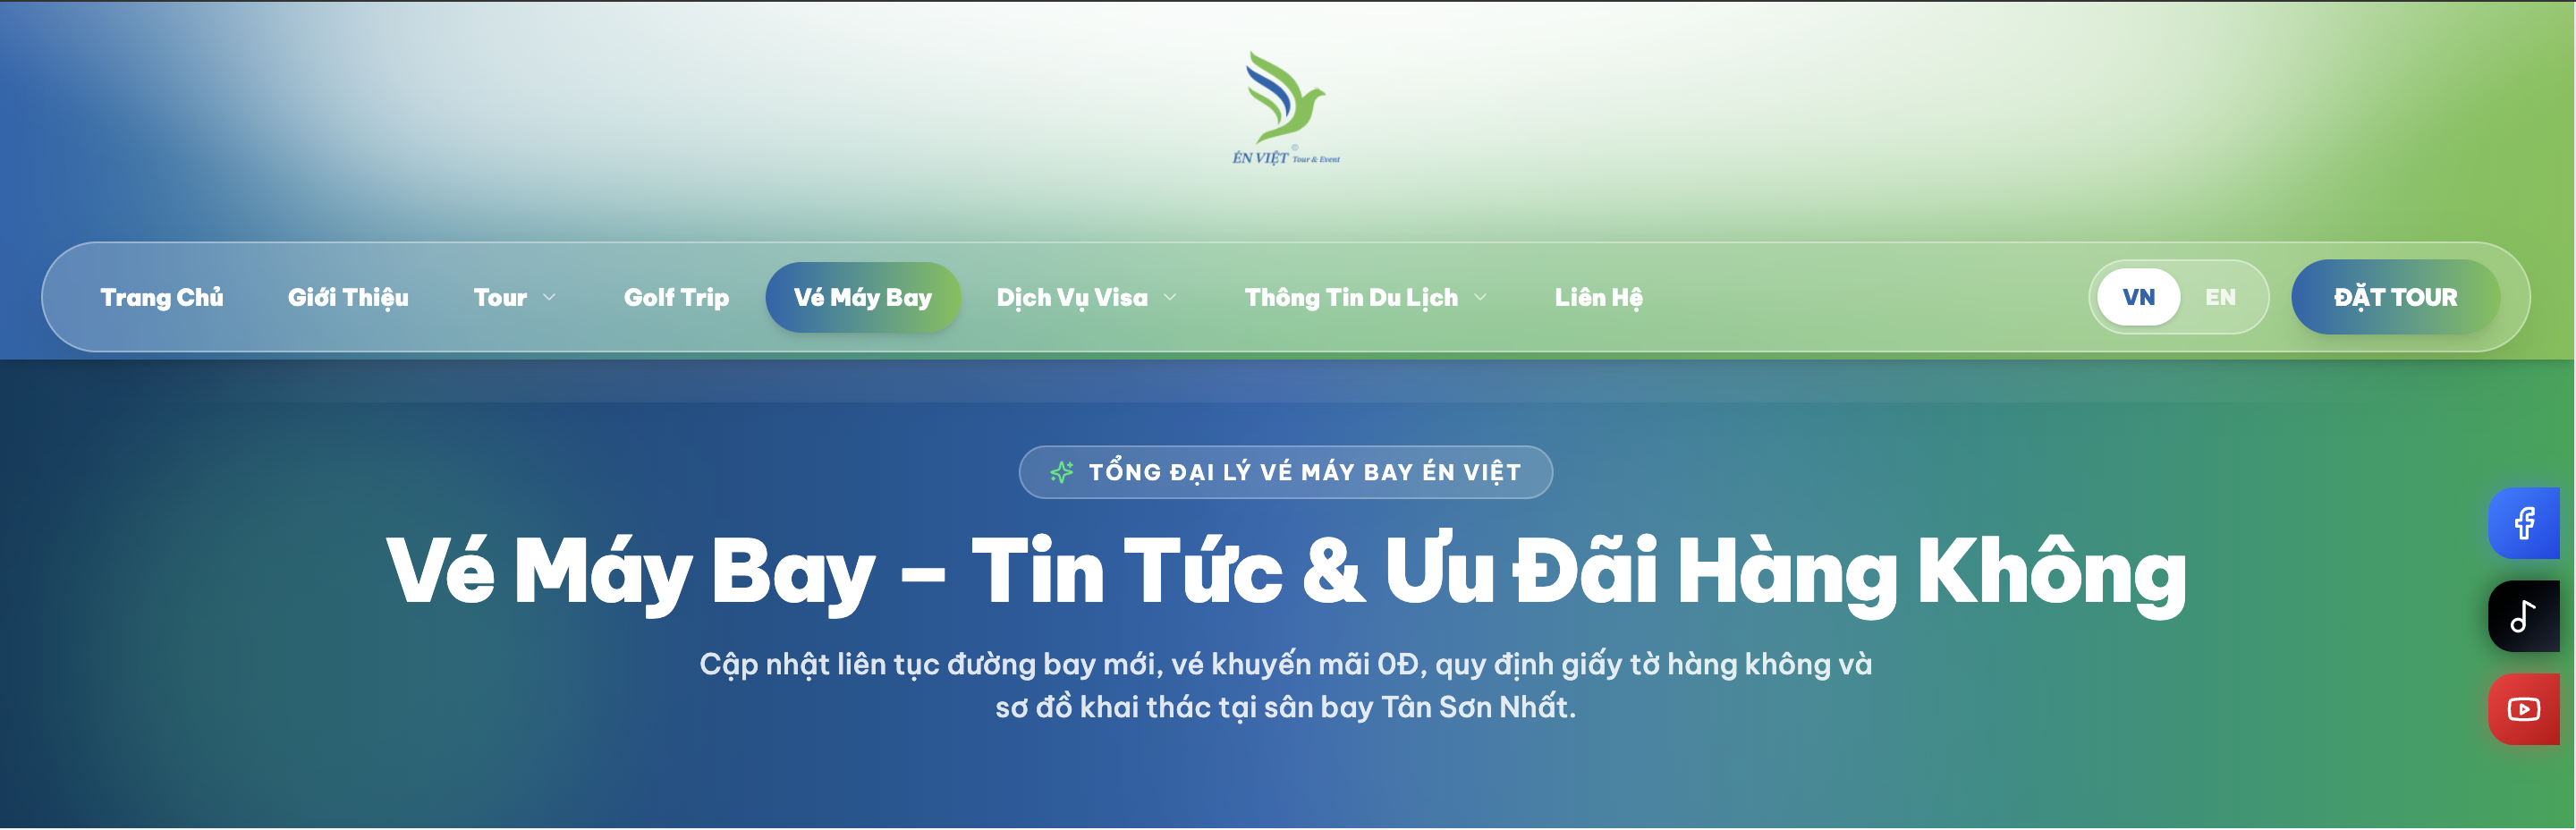 ÉN VIỆT ® Tour & Event
Trang Chủ Giới Thiệu Tour Golf Trip Vé Máy Bay Dịch Vụ Visa Thông Tin Du Lịch Liên Hệ VN EN ĐẶT TOUR
TỔNG ĐẠI LÝ VÉ MÁY BAY ÉN VIỆT
Vé Máy Bay – Tin Tức & Ưu Đãi Hàng Không
Cập nhật liên tục đường bay mới, vé khuyến mãi 0Đ, quy định giấy tờ hàng không và
sơ đồ khai thác tại sân bay Tân Sơn Nhất.